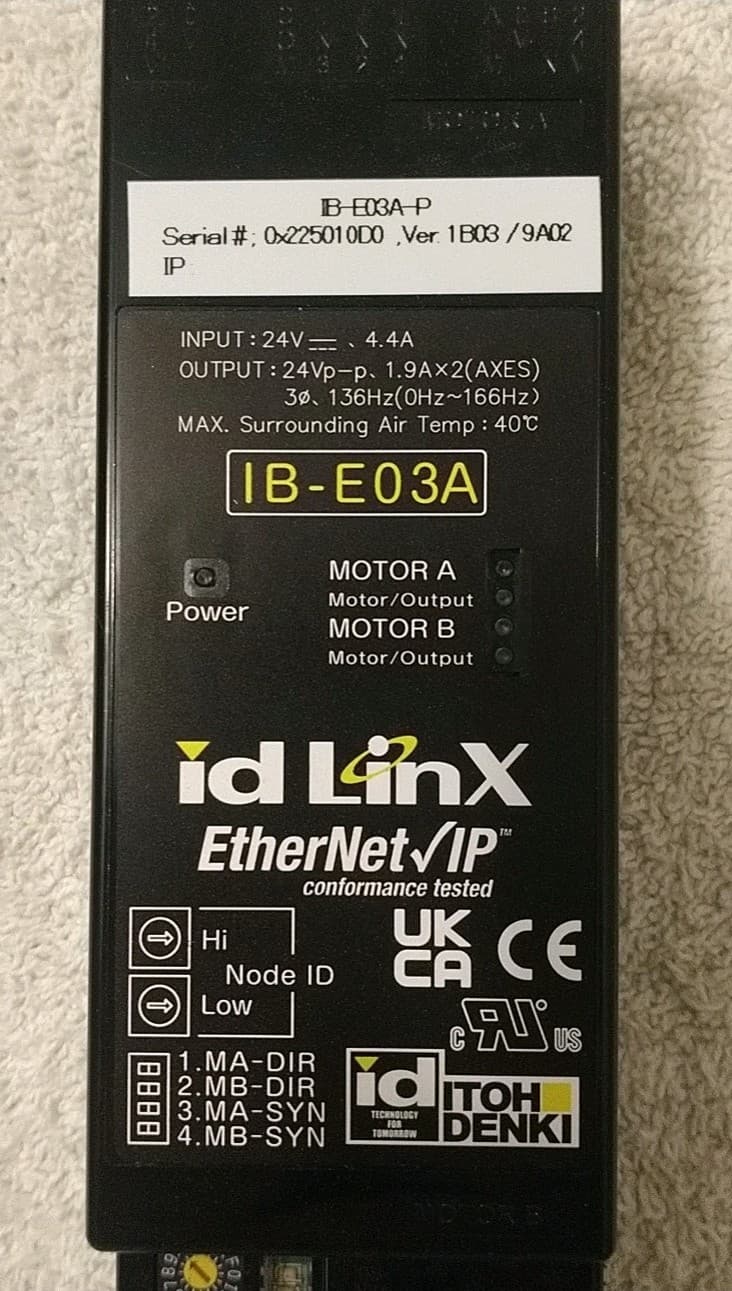 IB-E03A-P
Serial#; 0x225010D0 ,Ver. 1B03 / 9A02
IP
INPUT : 24V⎓、4.4A
OUTPUT : 24Vp-p、1.9A×2(AXES)
3ø、136Hz(0Hz~166Hz)
MAX. Surrounding Air Temp : 40℃
IB-E03A
Power
MOTOR A
Motor/Output
MOTOR B
Motor/Output
id LinX
EtherNet/IP™
conformance tested
Hi
Node ID
Low
UK
CA
CE
c RU US
1.MA-DIR
2.MB-DIR
3.MA-SYN
4.MB-SYN
id
TECHNOLOGY
FOR
TOMORROW
ITOH
DENKI
MOTOR B